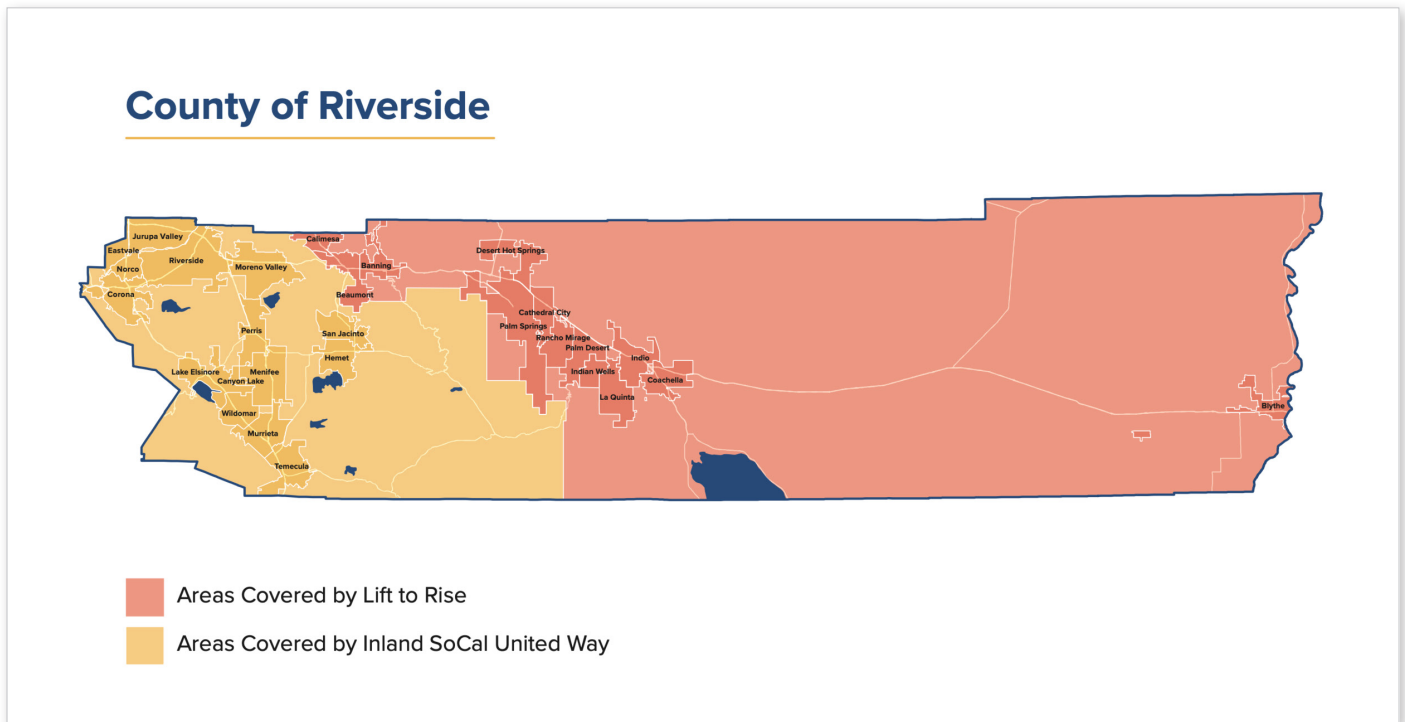 County of Riverside
Jurupa Valley
Calimesa
Eastvale
Desert Hot Springs
Riverside
Norco
Moreno Valley
Banning
Corona
Beaumont
Cathedral City
Palm Springs
Perris
San Jacinto
Rancho Mirage
Palm Desert
Hemet
Indio
Lake Elsinore
Menifee
Indian Wells
Canyon Lake
Coachella
La Quinta
Blythe
Wildomar
Murrieta
Temecula
Areas Covered by Lift to Rise
Areas Covered by Inland SoCal United Way